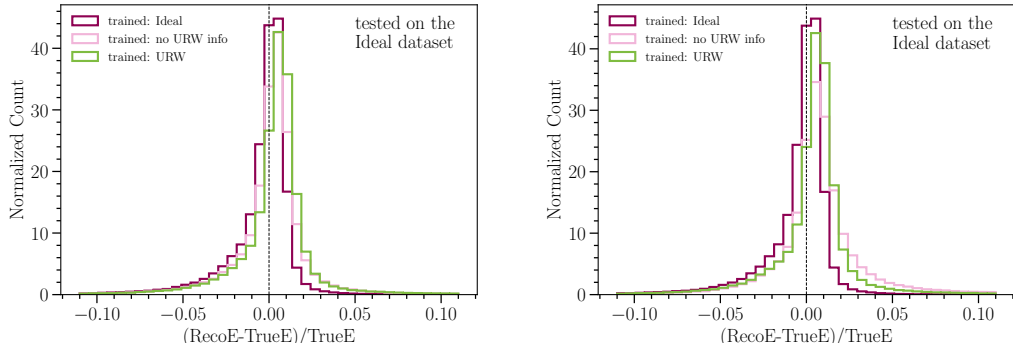 trained: Ideal
trained: no URW info
trained: URW
tested on the
Ideal dataset
Normalized Count
40
30
20
10
0
−0.10
−0.05
0.00
0.05
0.10
(RecoE-TrueE)/TrueE
trained: Ideal
trained: no URW info
trained: URW
tested on the
Ideal dataset
Normalized Count
40
30
20
10
0
−0.10
−0.05
0.00
0.05
0.10
(RecoE-TrueE)/TrueE